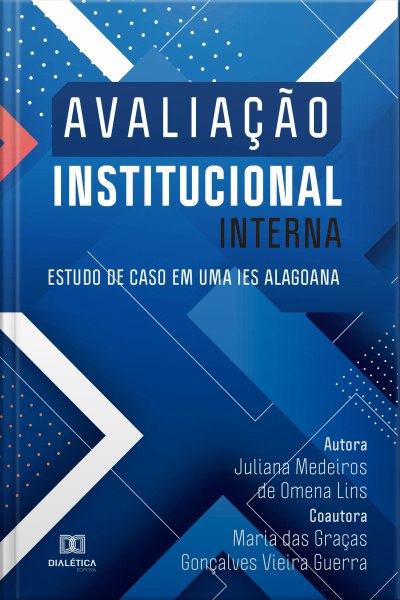 AVALIAÇÃO
INSTITUCIONAL
INTERNA
ESTUDO DE CASO EM UMA IES ALAGOANA
Autora
Juliana Medeiros
de Omena Lins
Coautora
Maria das Graças
Gonçalves Vieira Guerra
DIALÉTICA
EDITORA